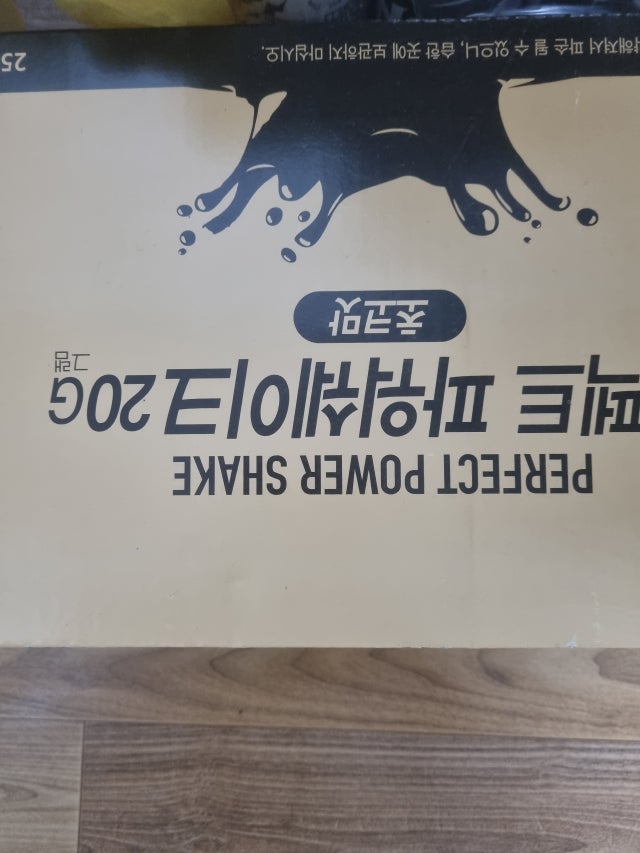 PERFECT POWER SHAKE
펙트 파워쉐이크 20G
그램
초코맛
해져서 파손 될 수 있으니, 습한 곳에 보관하지 마십시오.
25